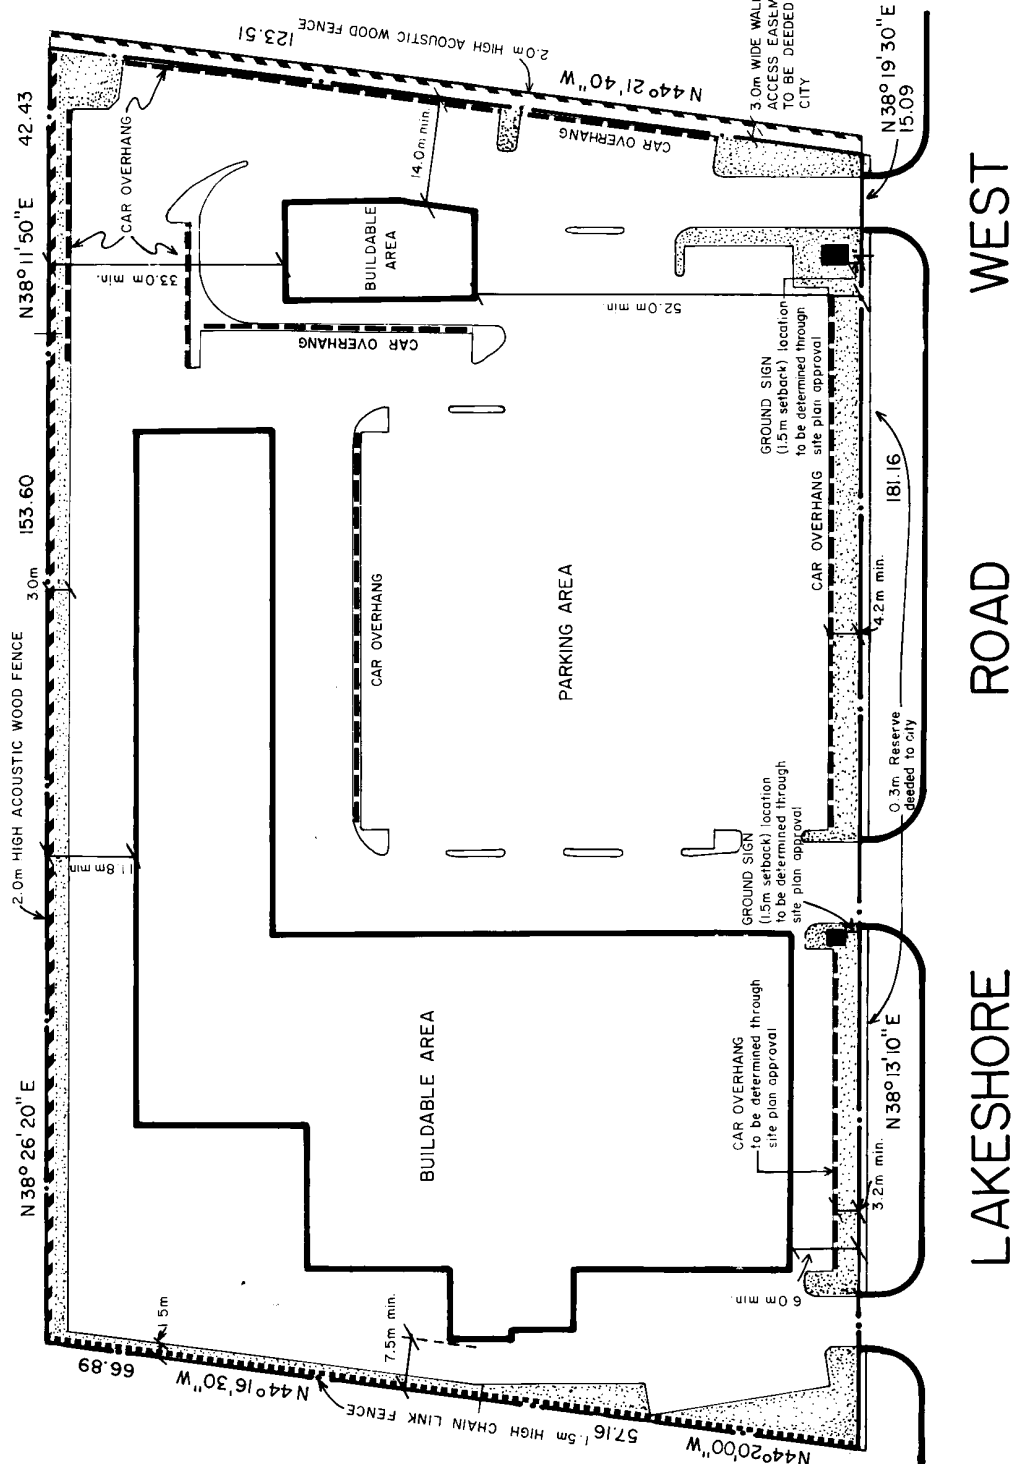 N38°26'20"E
2.0m HIGH ACOUSTIC WOOD FENCE
3.0m
153.60
N38°11'50"E
42.43
123.51
2.0m HIGH ACOUSTIC WOOD FENCE
N44°21'40"W
3.0m WIDE
ACCESS
TO BE DEEDED
CITY
N38°19'30"E
15.09
CAR OVERHANG
33.0m min.
BUILDABLE
AREA
14.0m min.
CAR OVERHANG
CAR OVERHANG
52.0m min.
GROUND SIGN
(1.5m setback) location
to be determined through
site plan approval
11.8m min.
CAR OVERHANG
PARKING AREA
CAR OVERHANG
181.16
4.2m min.
0.3m Reserve
deeded to city
GROUND SIGN
(1.5m setback) location
to be determined through
site plan approval
BUILDABLE AREA
CAR OVERHANG
to be determined through
site plan approval
N38°13'10"E
3.2m min.
6.0m min.
1.5m
7.5m min.
66.89
N44°16'30"W
1.5m HIGH CHAIN LINK FENCE
57.16
N44°20'00"W
LAKESHORE ROAD WEST